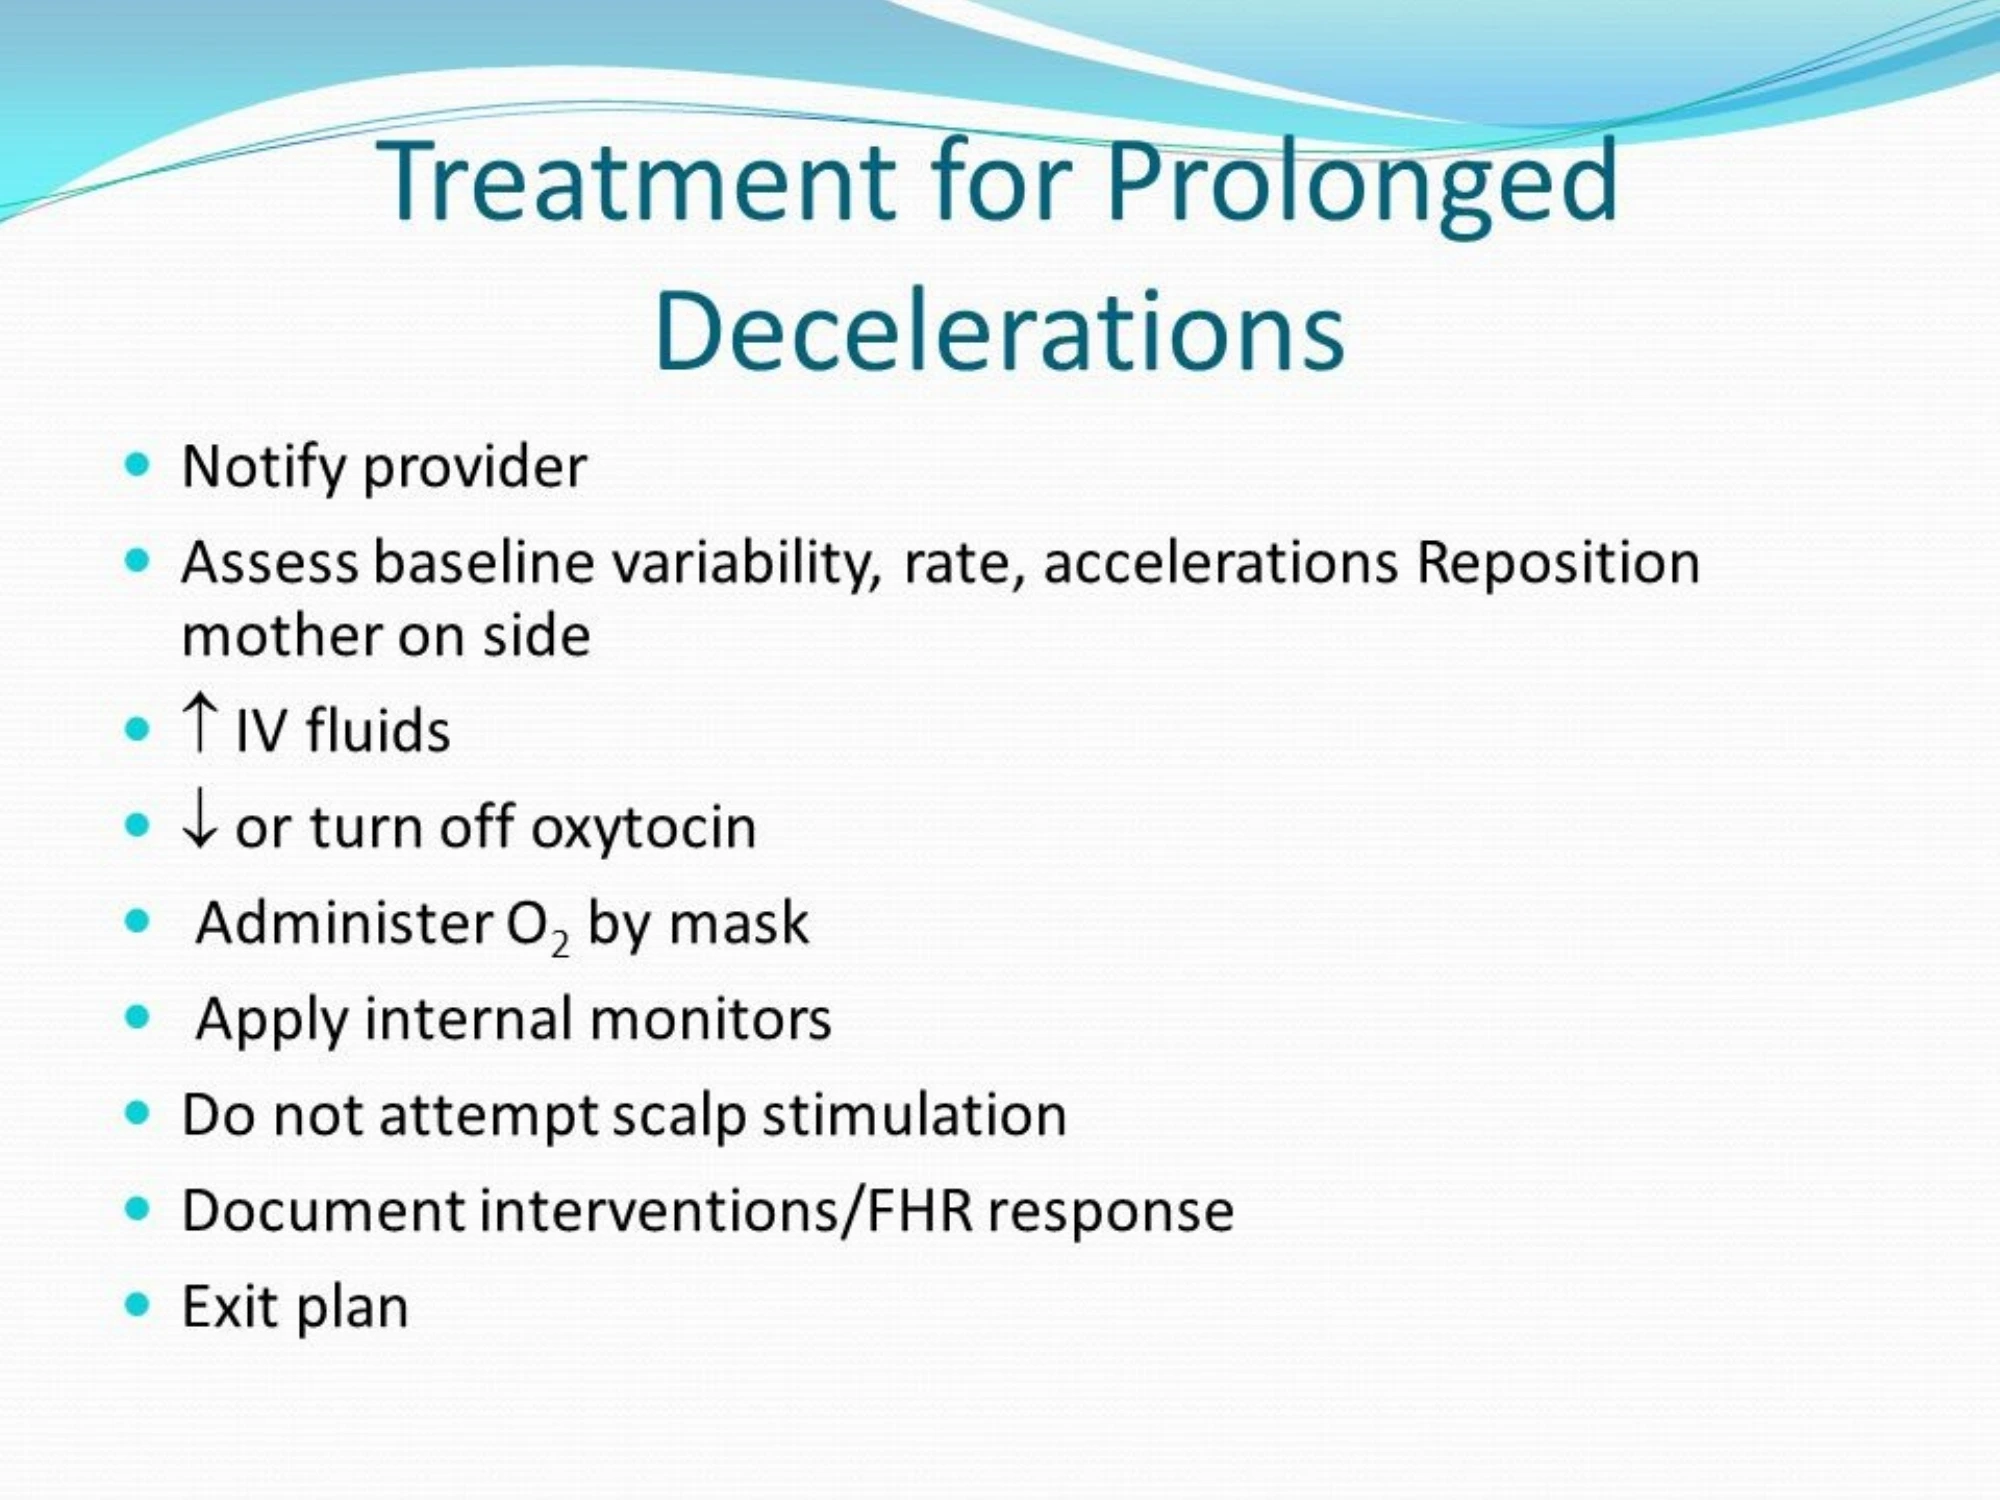 Treatment for Prolonged
Decelerations
• Notify provider
• Assess baseline variability, rate, accelerations Reposition
mother on side
• ↑ IV fluids
• ↓ or turn off oxytocin
• Administer O₂ by mask
• Apply internal monitors
• Do not attempt scalp stimulation
• Document interventions/FHR response
• Exit plan